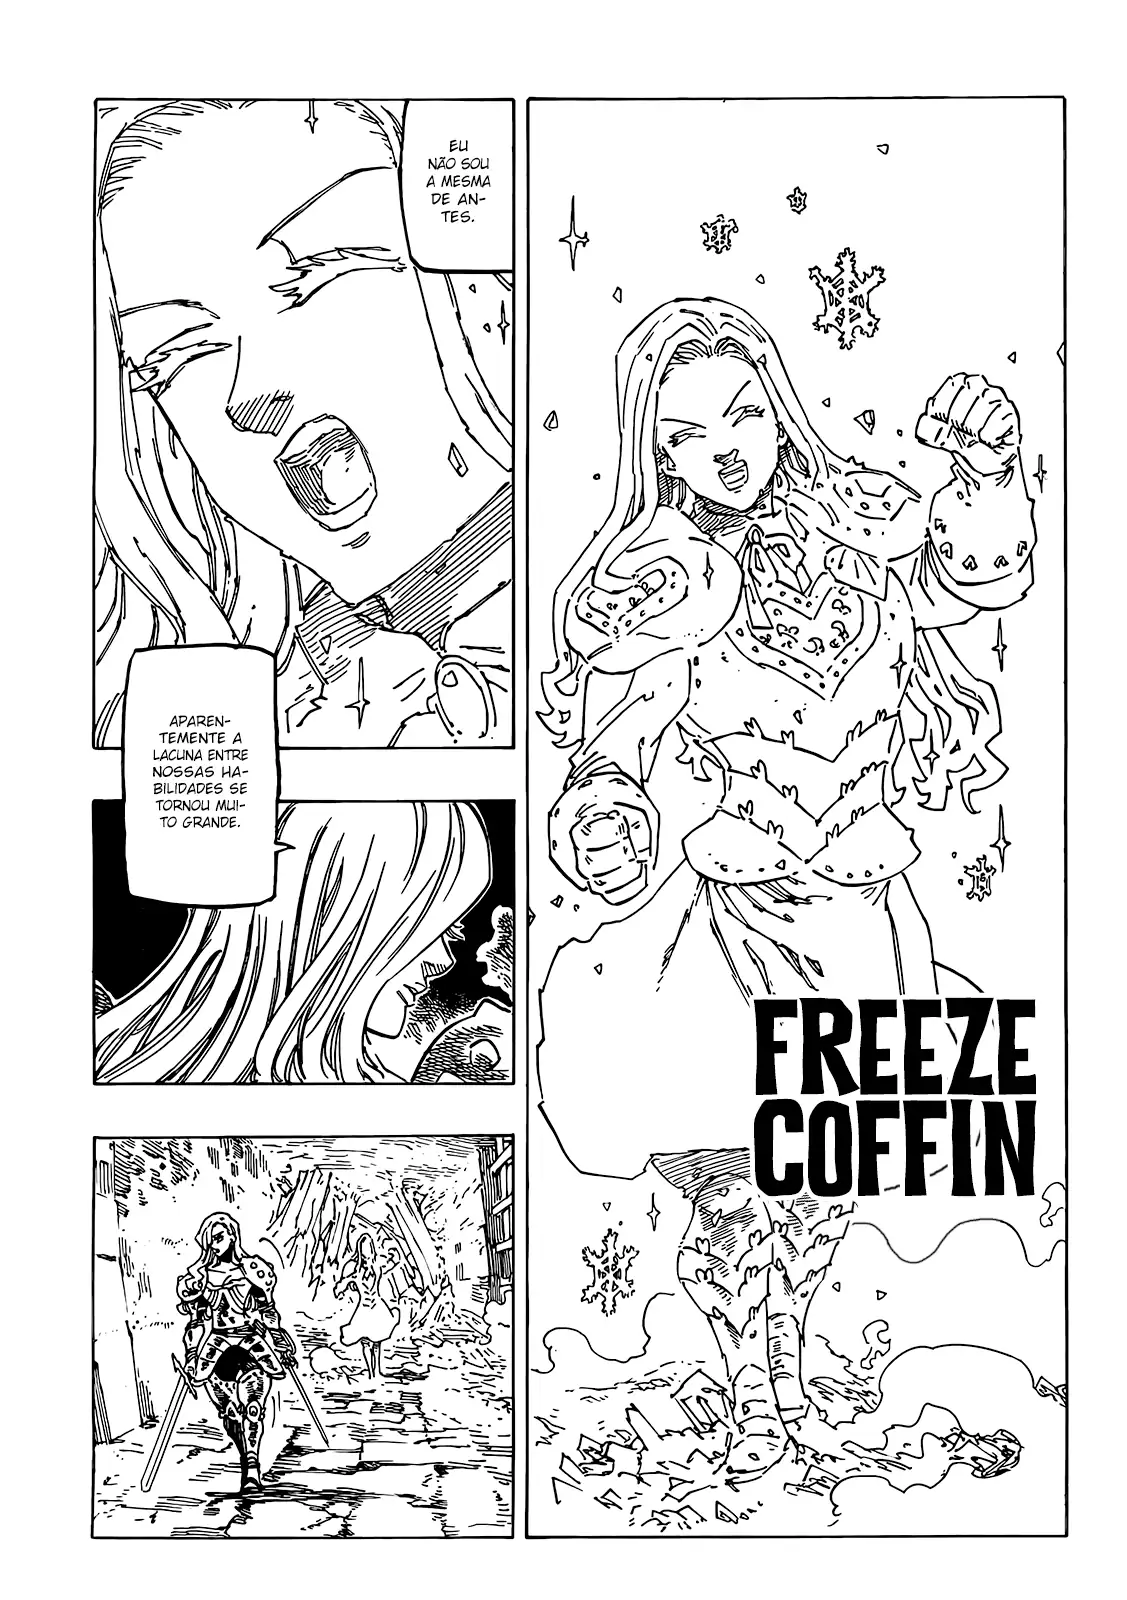 FREEZE
COFFIN
EU
NÃO SOU
A MESMA
DE AN-
TES.
APAREN-
TEMENTE A
LACUNA ENTRE
NOSSAS HA-
BILIDADES SE
TORNOU MUI-
TO GRANDE.